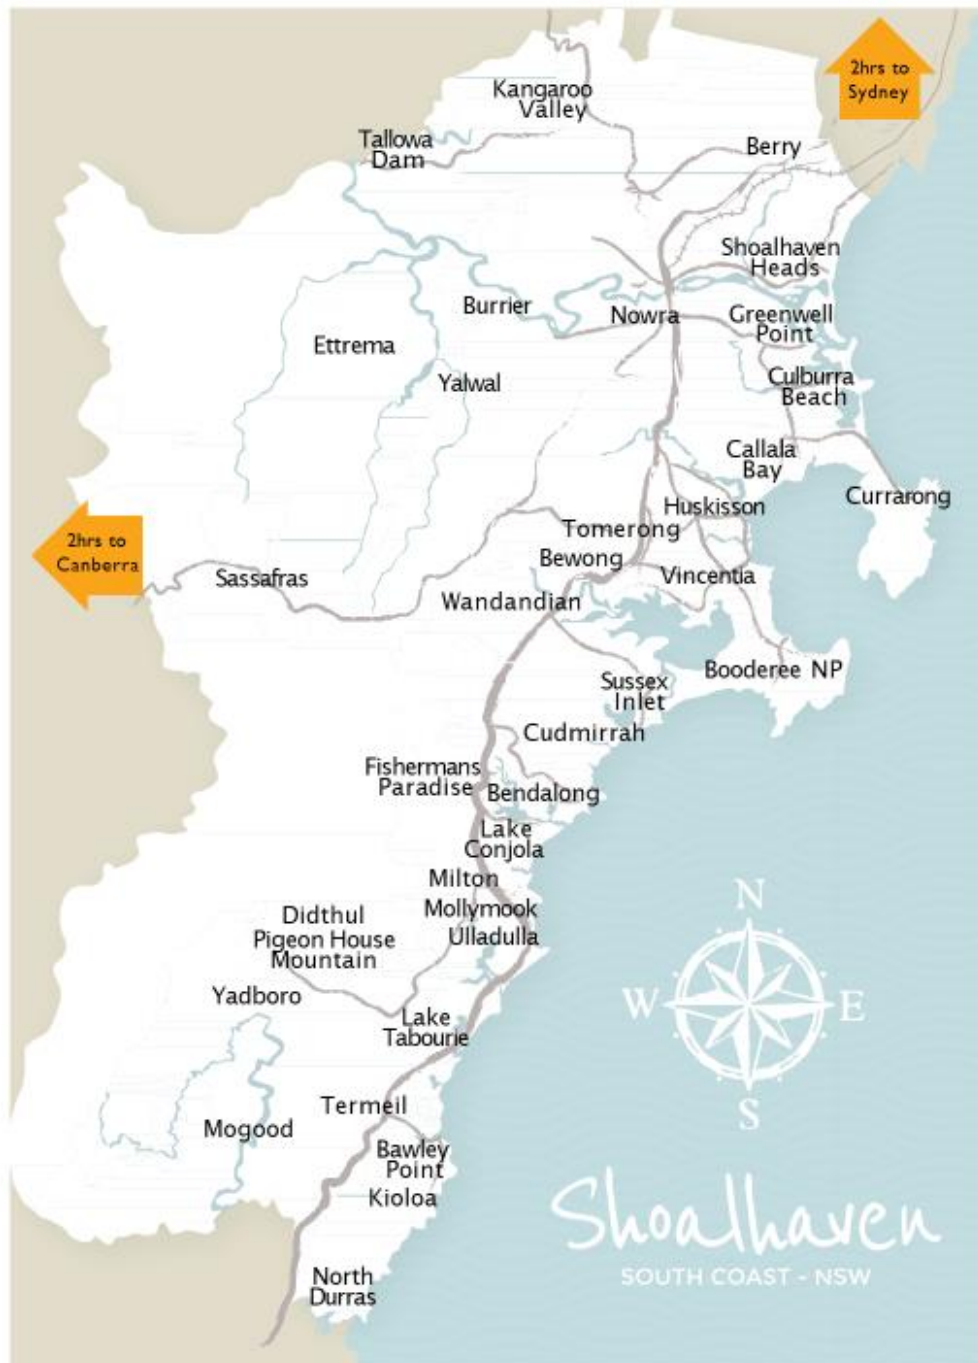 2hrs to
Sydney
Kangaroo
Valley
Tallowa
Dam
Berry
Shoalhaven
Heads
Burrier
Nowra
Greenwell
Point
Ettrema
Yalwal
Culburra
Beach
Callala
Bay
Currarong
Huskisson
Tomerong
2hrs to
Canberra
Bewong
Sassafras
Vincentia
Wandandian
Booderee NP
Sussex
Inlet
Cudmirrah
Fishermans
Paradise
Bendalong
Lake
Conjola
Milton
Mollymook
Didthul
Pigeon House
Mountain
Ulladulla
Yadboro
Lake
Tabourie
N
W
E
S
Termeil
Mogood
Bawley
Point
Kioloa
North
Durras
Shoalhaven
SOUTH COAST - NSW